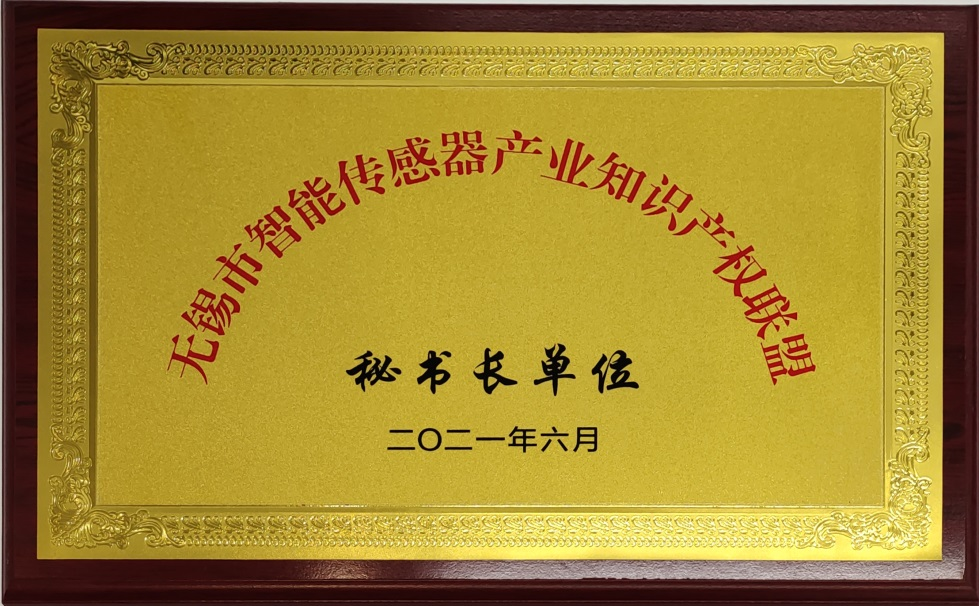 无锡市智能传感器产业知识产权联盟
秘书长单位
二〇二一年六月